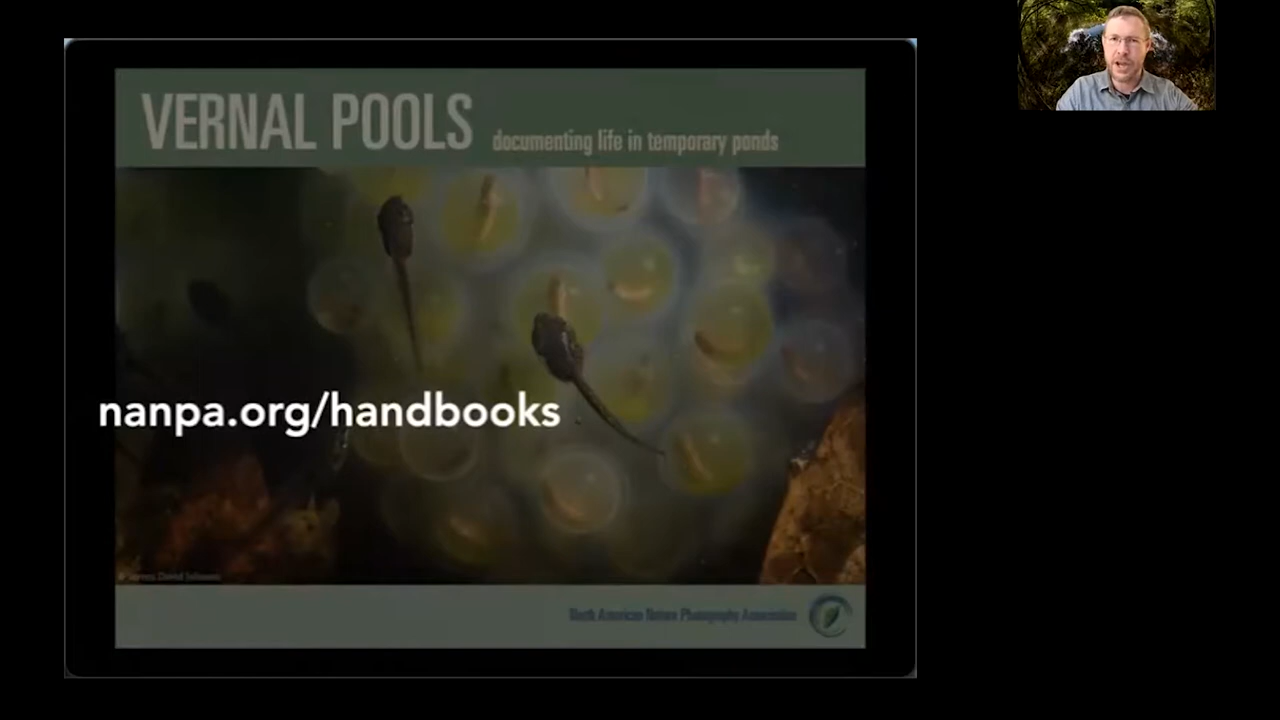 VERNAL POOLS documenting life in temporary ponds
nanpa.org/handbooks
North American Nature Photography Association